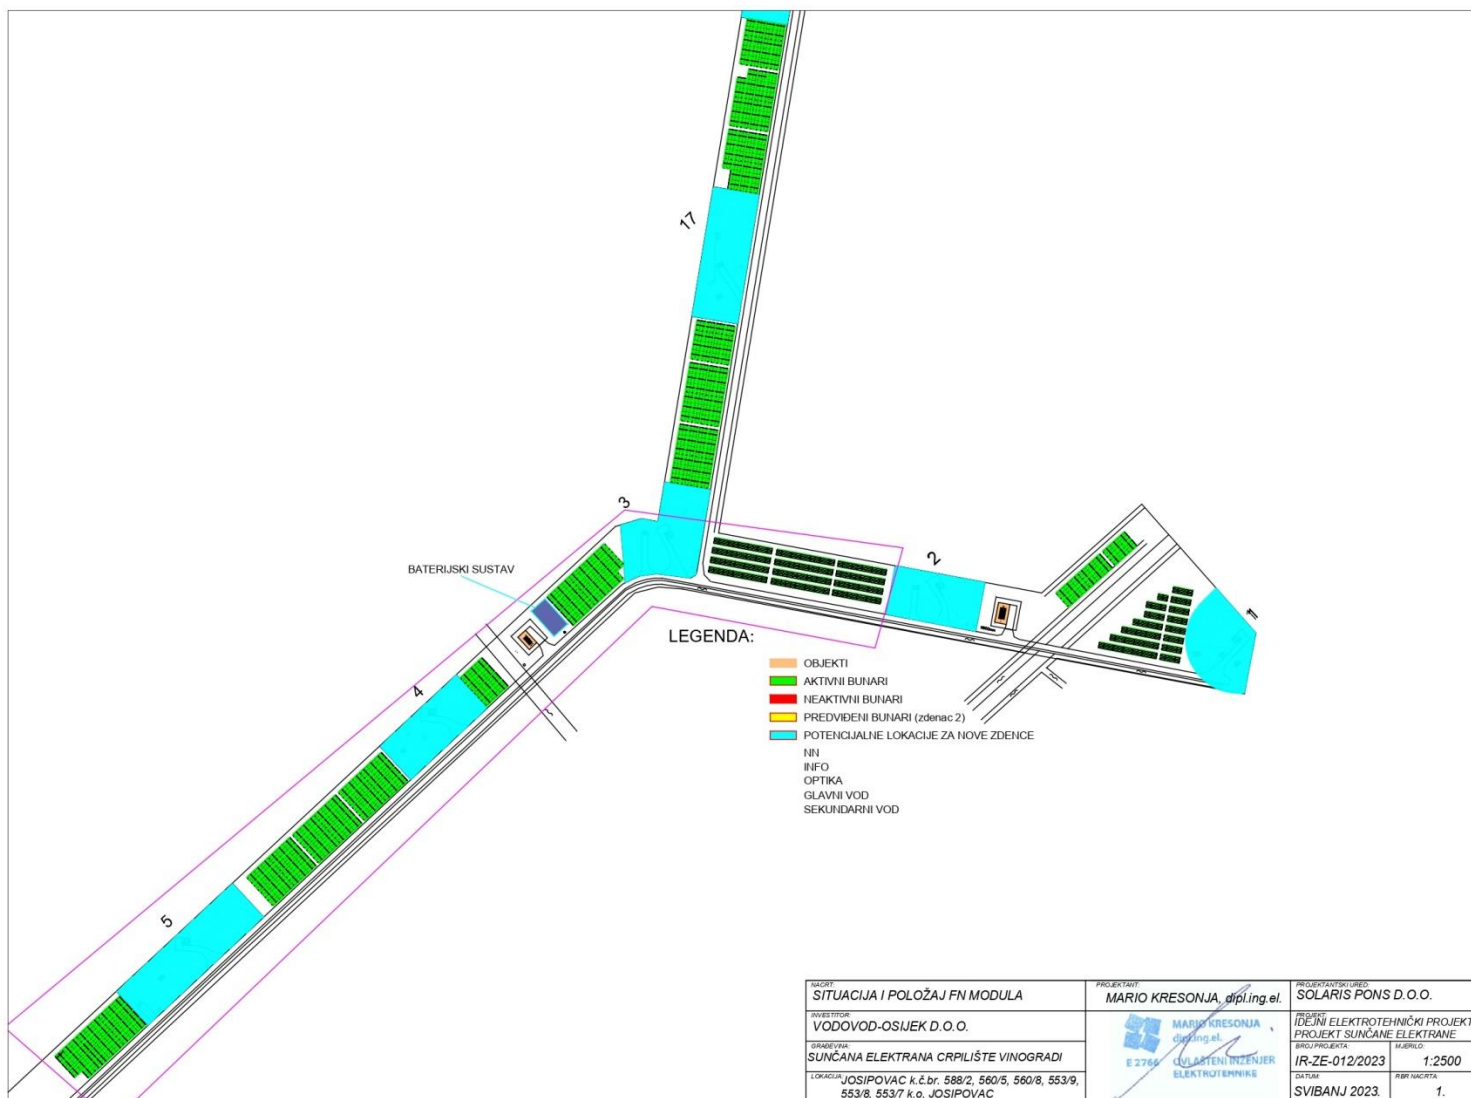 17
3
2
1
BATERIJSKI SUSTAV
4
5
LEGENDA:
OBJEKTI
AKTIVNI BUNARI
NEAKTIVNI BUNARI
PREDVIĐENI BUNARI (zdenac 2)
POTENCIJALNE LOKACIJE ZA NOVE ZDENCE
NN
INFO
OPTIKA
GLAVNI VOD
SEKUNDARNI VOD
NACRT:
SITUACIJA I POLOŽAJ FN MODULA
INVESTITOR:
VODOVOD-OSIJEK D.O.O.
GRAĐEVINA:
SUNČANA ELEKTRANA CRPILIŠTE VINOGRADI
LOKACIJA:
JOSIPOVAC k.č.br. 588/2, 560/5, 560/8, 553/9,
553/8, 553/7 k.o. JOSIPOVAC
PROJEKTANT:
MARIO KRESONJA, dipl.ing.el.
MARIO KRESONJA
dipl.ing.el.
E 2766 OVLAŠTENI INŽENJER
ELEKTROTEHNIKE
PROJEKTANTSKI URED:
SOLARIS PONS D.O.O.
PROJEKT:
IDEJNI ELEKTROTEHNIČKI PROJEKT
PROJEKT SUNČANE ELEKTRANE
BROJ PROJEKTA:
IR-ZE-012/2023
MJERILO:
1:2500
DATUM:
SVIBANJ 2023.
RBR NACRTA:
1.